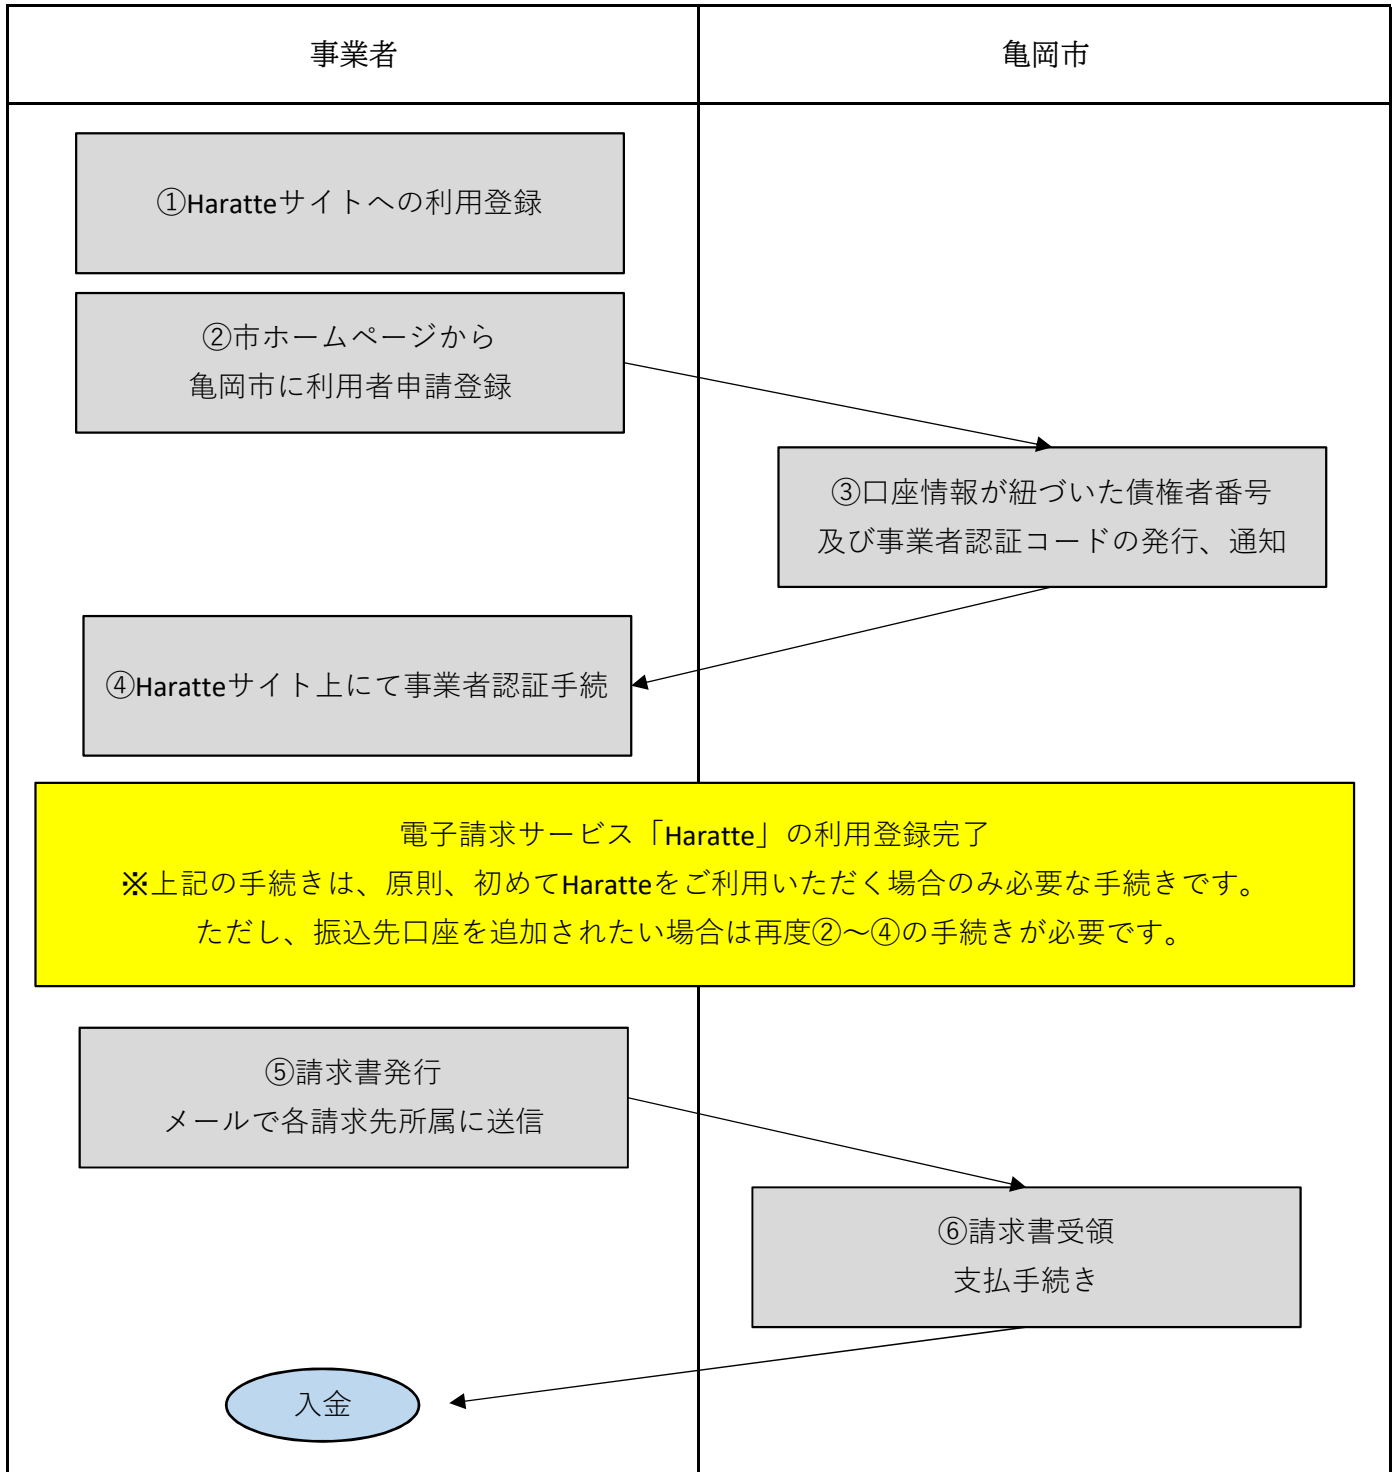 事業者
亀岡市
①Haratteサイトへの利用登録
②市ホームページから
亀岡市に利用者申請登録
③口座情報が紐づいた債権者番号
及び事業者認証コードの発行、通知
④Haratteサイト上にて事業者認証手続
電子請求サービス「Haratte」の利用登録完了
※上記の手続きは、原則、初めてHaratteをご利用いただく場合のみ必要な手続きです。
ただし、振込先口座を追加されたい場合は再度②～④の手続きが必要です。
⑤請求書発行
メールで各請求先所属に送信
⑥請求書受領
支払手続き
入金